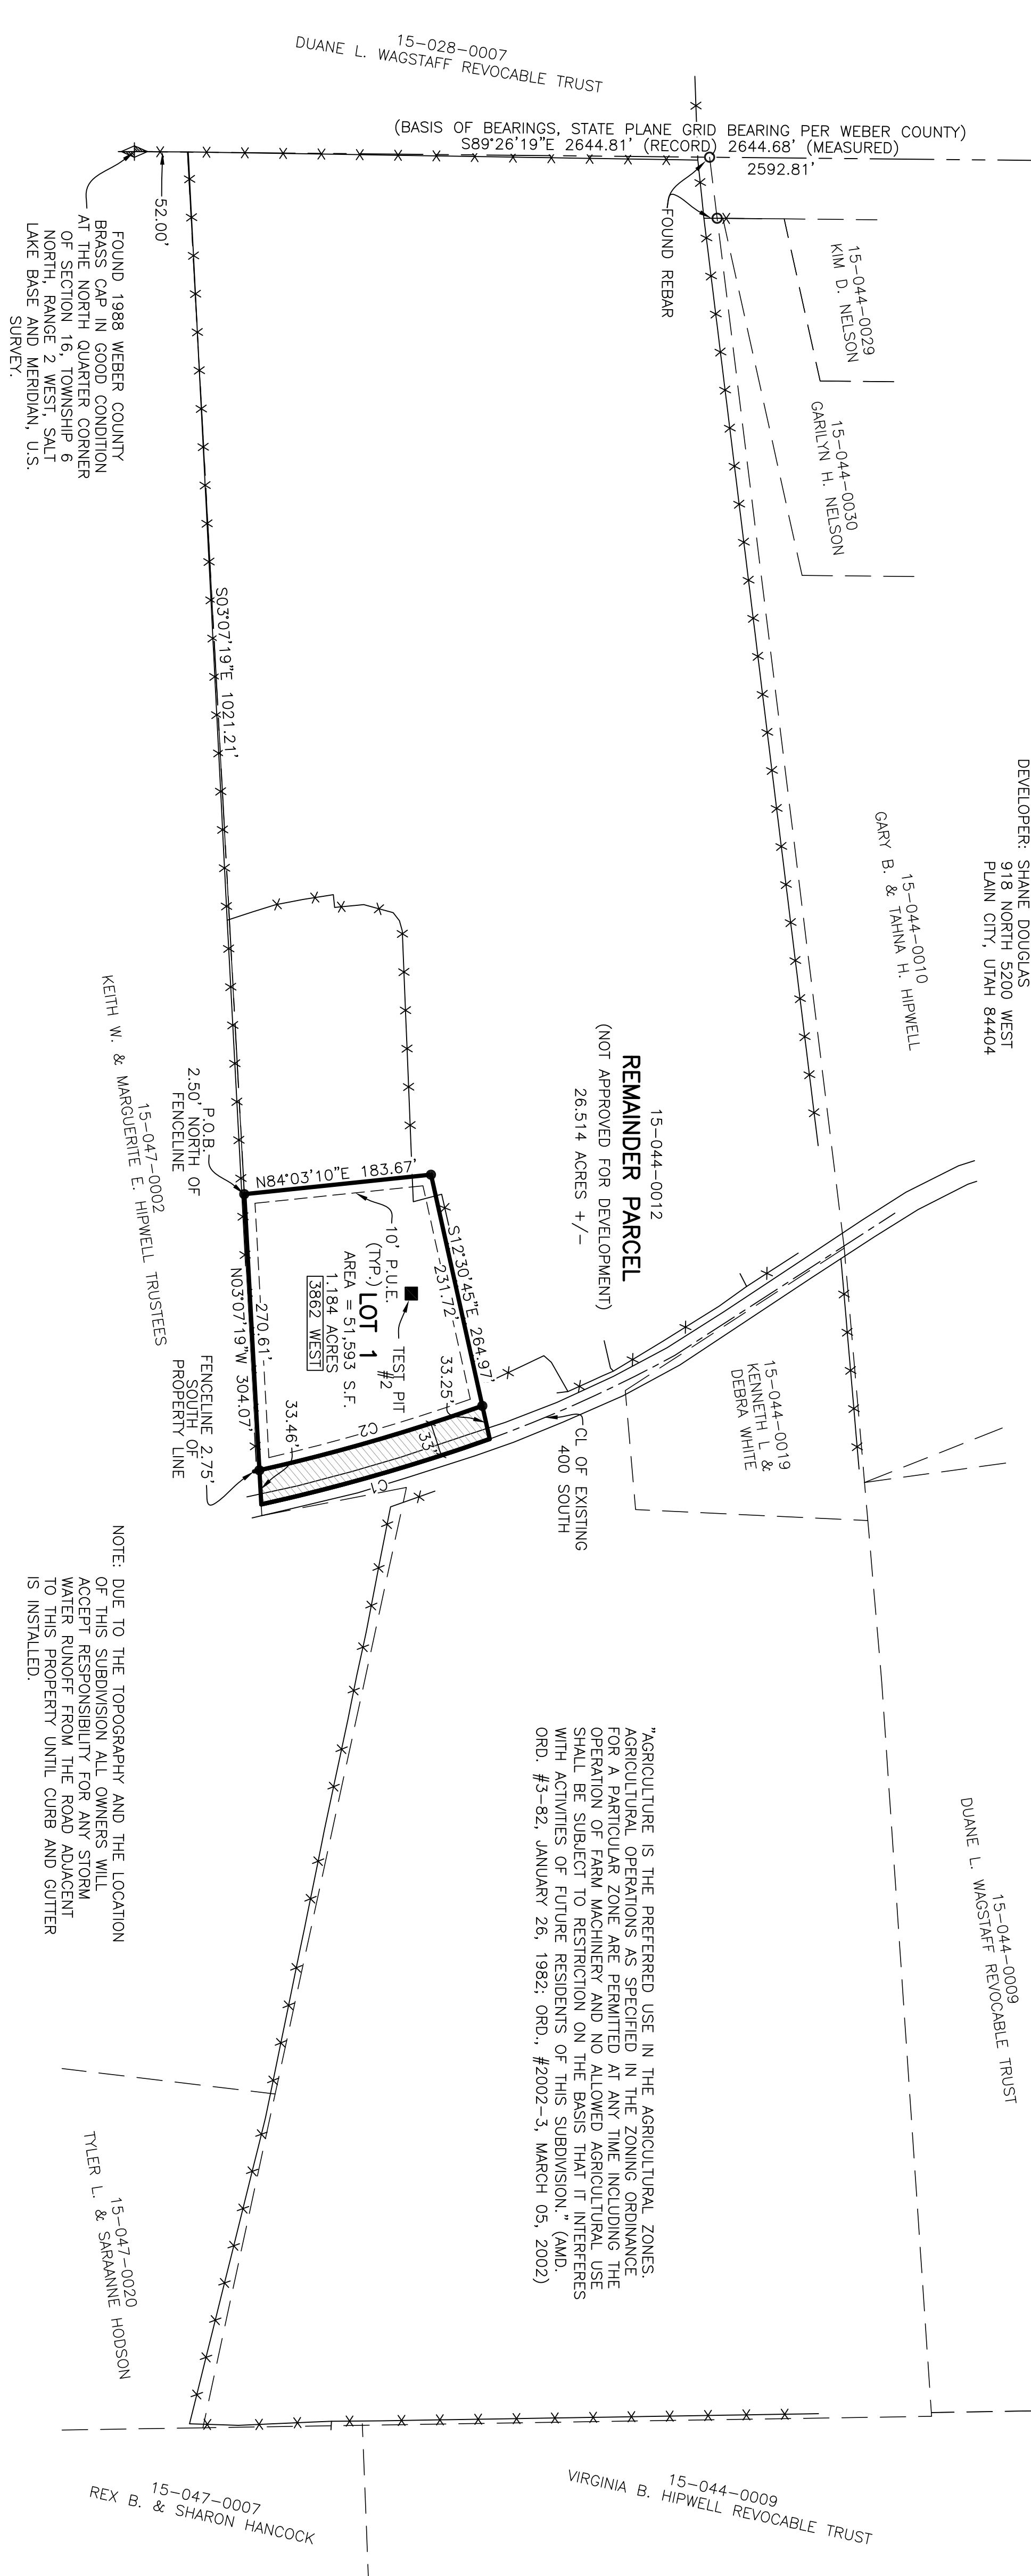 15-028-0007
DUANE L. WAGSTAFF REVOCABLE TRUST
(BASIS OF BEARINGS, STATE PLANE GRID BEARING PER WEBER COUNTY)
S89°26'19"E 2644.81' (RECORD) 2644.68' (MEASURED)
2592.81'
52.00'
FOUND REBAR
FOUND 1988 WEBER COUNTY
BRASS CAP IN GOOD CONDITION
AT THE NORTH QUARTER CORNER
OF SECTION 16, TOWNSHIP 6
NORTH, RANGE 2 WEST, SALT
LAKE BASE AND MERIDIAN, U.S.
SURVEY.
15-044-0029
KIM D. NELSON
15-044-0030
GARILYN H. NELSON
S03°07'19"E 1021.21'
DEVELOPER: SHANE DOUGLAS
918 NORTH 5200 WEST
PLAIN CITY, UTAH 84404
15-044-0010
GARY B. & TAHNA H. HIPWELL
15-044-0012
REMAINDER PARCEL
(NOT APPROVED FOR DEVELOPMENT)
26.514 ACRES +/-
P.O.B.
2.50' NORTH OF
FENCELINE
15-047-0002
KEITH W. & MARGUERITE E. HIPWELL TRUSTEES
N84°03'10"E 183.67'
S12°30'45"E 264.97'
231.72'
33.25'
10' P.U.E.
(TYP.)
TEST PIT
#2
LOT 1
AREA = 51,593 S.F.
1.184 ACRES
3862 WEST
270.61'
N03°07'19"W 304.07'
33.46'
C2
33'
C1
FENCELINE 2.75'
SOUTH OF
PROPERTY LINE
CL OF EXISTING
400 SOUTH
15-044-0019
KENNETH L &
DEBRA WHITE
NOTE: DUE TO THE TOPOGRAPHY AND THE LOCATION
OF THIS SUBDIVISION ALL OWNERS WILL
ACCEPT RESPONSIBILITY FOR ANY STORM
WATER RUNOFF FROM THE ROAD ADJACENT
TO THIS PROPERTY UNTIL CURB AND GUTTER
IS INSTALLED.
"AGRICULTURE IS THE PREFERRED USE IN THE AGRICULTURAL ZONES.
AGRICULTURAL OPERATIONS AS SPECIFIED IN THE ZONING ORDINANCE
FOR A PARTICULAR ZONE ARE PERMITTED AT ANY TIME INCLUDING THE
OPERATION OF FARM MACHINERY AND NO ALLOWED AGRICULTURAL USE
SHALL BE SUBJECT TO RESTRICTION ON THE BASIS THAT IT INTERFERES
WITH ACTIVITIES OF FUTURE RESIDENTS OF THIS SUBDIVISION." (AMD.
ORD. #3-82, JANUARY 26, 1982; ORD., #2002-3, MARCH 05, 2002)
15-044-0009
DUANE L. WAGSTAFF REVOCABLE TRUST
15-047-0020
TYLER L. & SARAANNE HODSON
15-047-0007
REX B. & SHARON HANCOCK
15-044-0009
VIRGINIA B. HIPWELL REVOCABLE TRUST